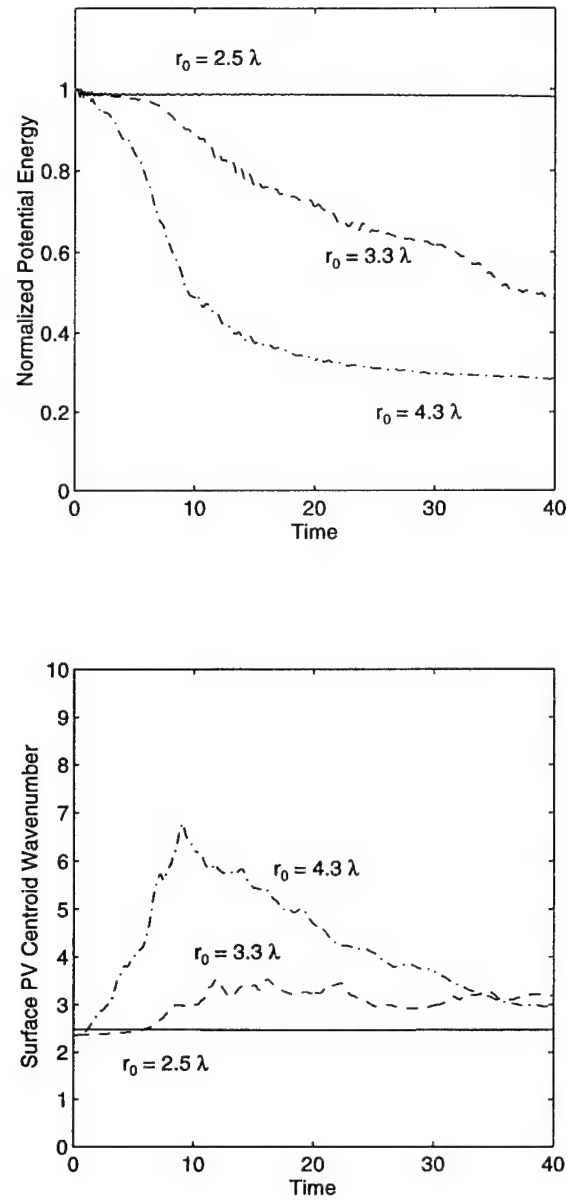 r₀ = 2.5 λ
1
0.8
0.6
0.4
0.2
0
Normalized Potential Energy
r₀ = 3.3 λ
r₀ = 4.3 λ
0 10 20 30 40
Time
10
9
8
7
6
5
4
3
2
1
0
Surface PV Centroid Wavenumber
r₀ = 4.3 λ
r₀ = 3.3 λ
r₀ = 2.5 λ
0 10 20 30 40
Time